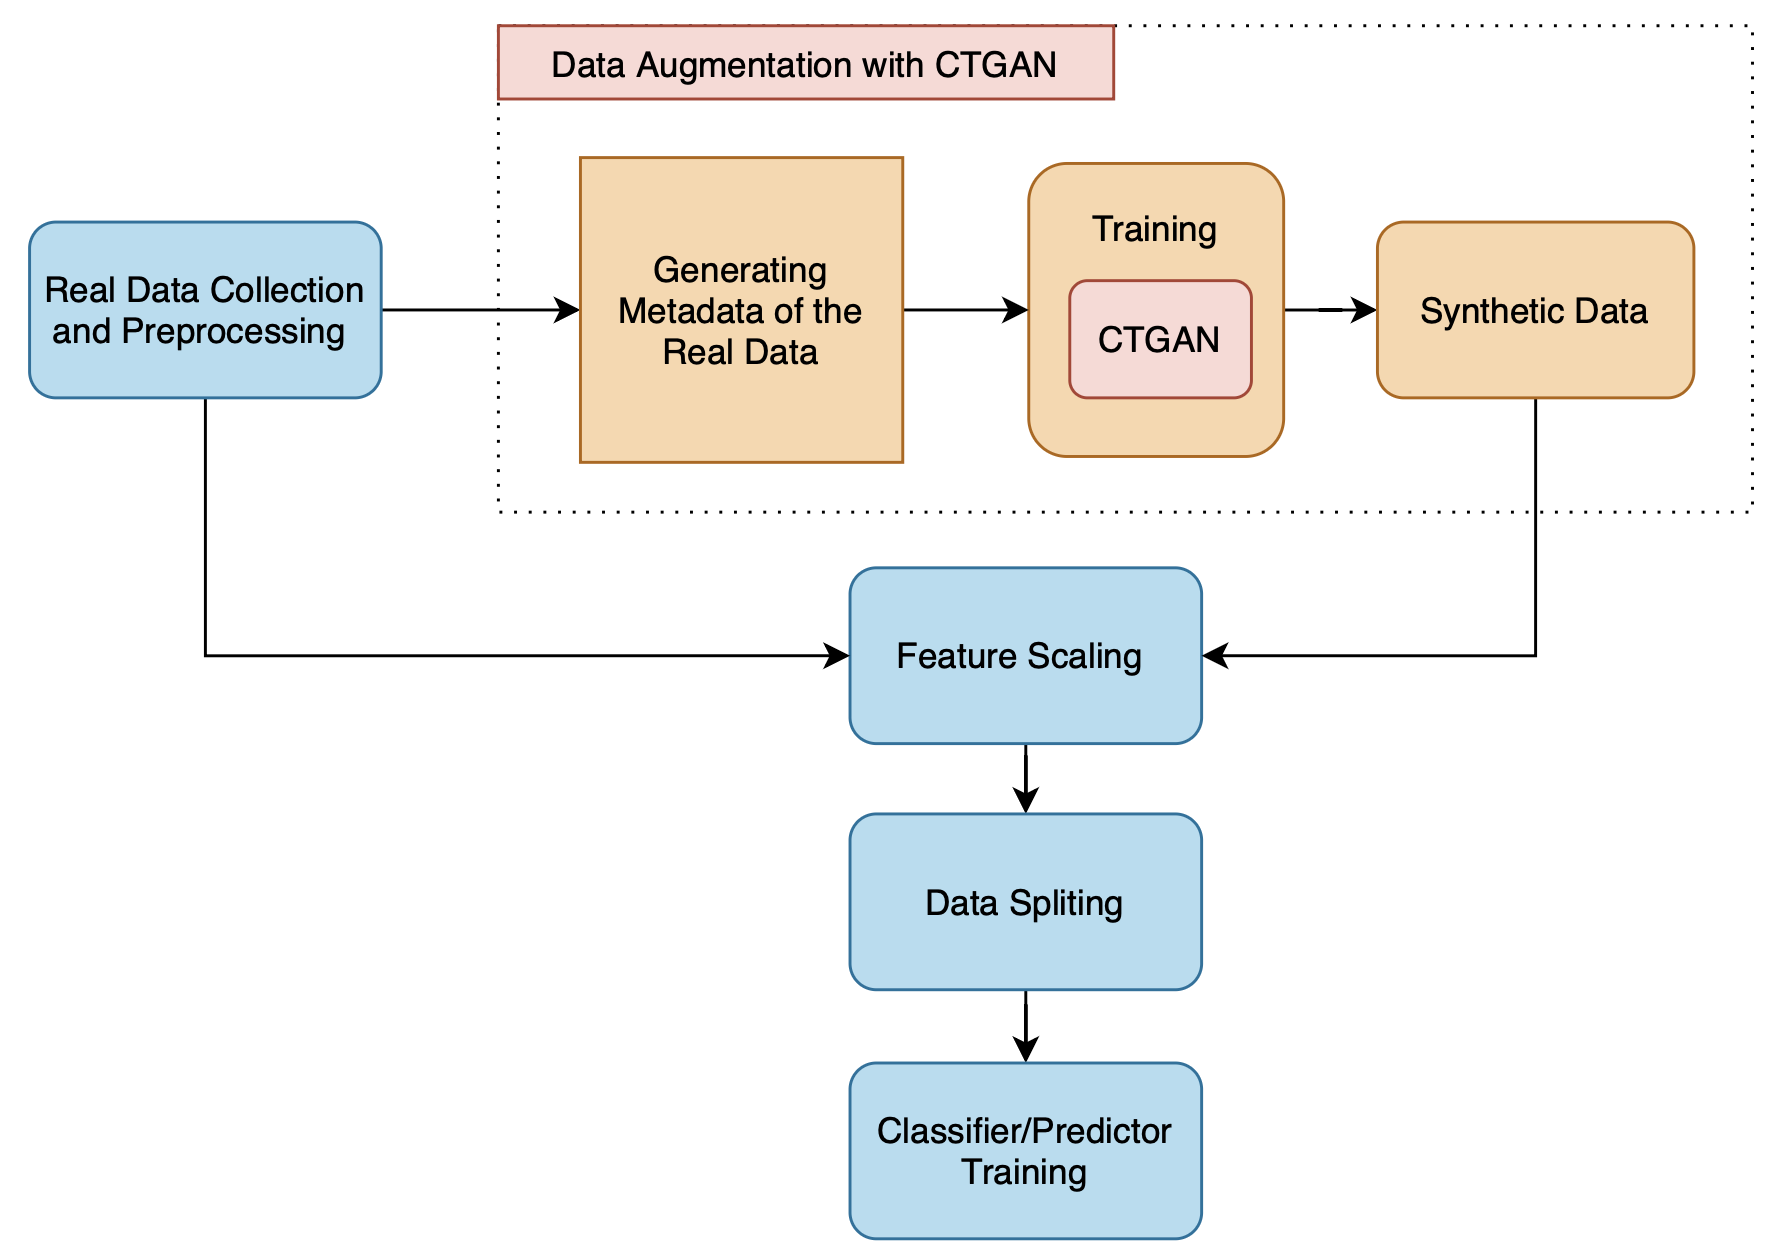 Data Augmentation with CTGAN
Real Data Collection
and Preprocessing
Generating
Metadata of the
Real Data
Training
CTGAN
Synthetic Data
Feature Scaling
Data Spliting
Classifier/Predictor
Training